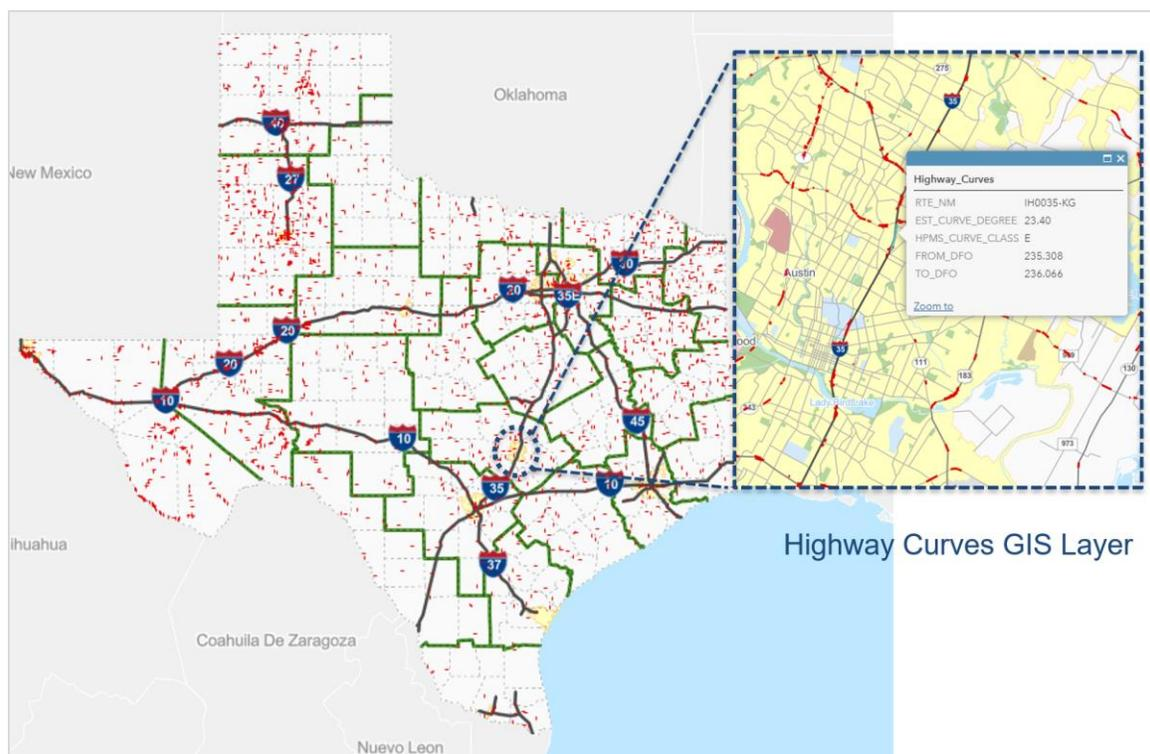 Oklahoma
New Mexico
40
27
20
35E
20
20
10
10
45
35
10
37
ihuahua
Coahuila De Zaragoza
Nuevo Leon
275
35
Highway_Curves
RTE_NM IH0035-KG
EST_CURVE_DEGREE 23.40
HPMS_CURVE_CLASS E
FROM_DFO 235.308
TO_DFO 236.066
Zoom to
Austin
ood
35
111
183
130
Lady Bird Lake
343
973
Highway Curves GIS Layer